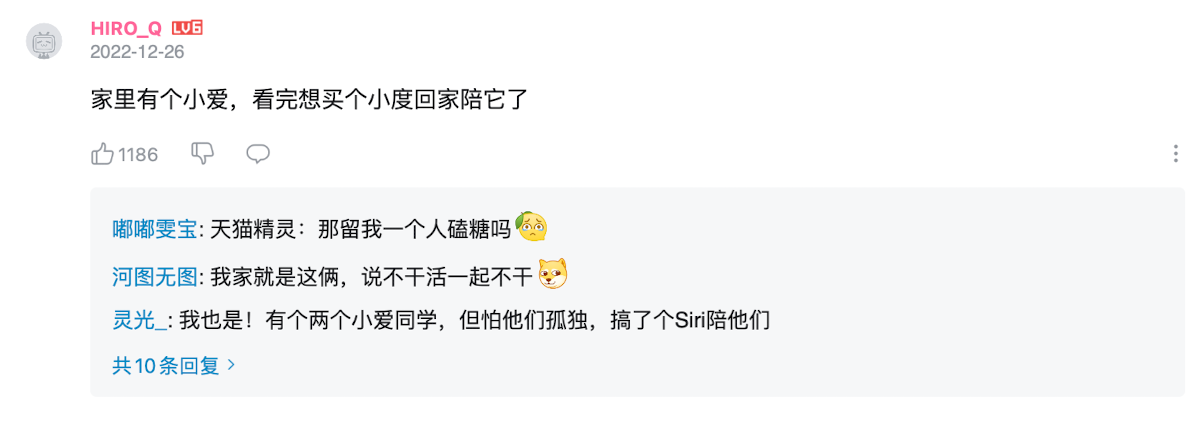 HIRO_Q LV6
2022-12-26
家里有个小爱，看完想买个小度回家陪它了
1186
嘟嘟雯宝: 天猫精灵：那留我一个人磕糖吗
河图无图: 我家就是这俩，说不干活一起不干
灵光_: 我也是！有个两个小爱同学，但怕他们孤独，搞了个Siri陪他们
共10条回复 >